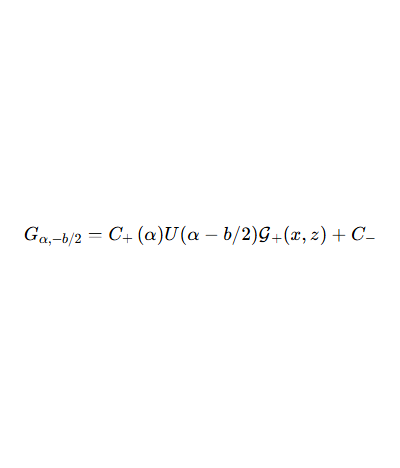 $G_{\alpha,-b/2} = C_{+}(\alpha)U(\alpha - b/2)\mathcal{G}_{+}(x,z) + C_{-}$